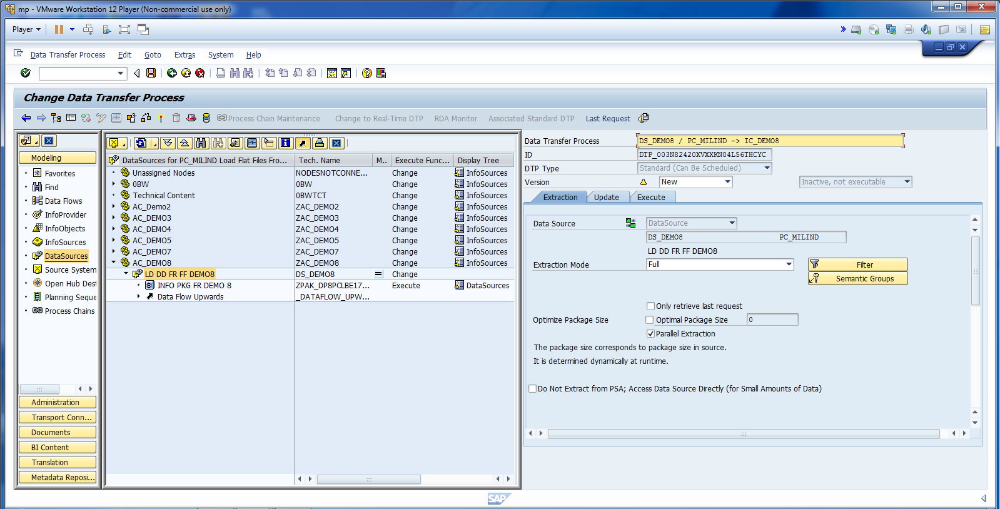 mp - VMware Workstation 12 Player (Non-commercial use only)
Player
Data Transfer Process Edit Goto Extras System Help
Change Data Transfer Process
Process Chain Maintenance Change to Real-Time DTP RDA Monitor Associated Standard DTP Last Request
Modeling
Favorites
Find
Data Flows
InfoProvider
InfoObjects
InfoSources
DataSources
Source System
Open Hub Dest
Planning Seque
Process Chains
Administration
Transport Conn...
Documents
BI Content
Translation
Metadata Reposi...
DataSources for PC_MILIND Load Flat Files Fro... Tech. Name M.. Execute Func... Display Tree
Unassigned Nodes NODESNOTCONNE... Change InfoSources
0BW 0BW Change InfoSources
Technical Content 0BWTCT Change InfoSources
AC_Demo2 ZAC_DEMO2 Change InfoSources
AC_DEMO3 ZAC_DEMO3 Change InfoSources
AC_DEMO4 ZAC_DEMO4 Change InfoSources
AC_DEMO5 ZAC_DEMO5 Change InfoSources
AC_DEMO7 ZAC_DEMO7 Change InfoSources
AC_DEMO8 ZAC_DEMO8 Change InfoSources
LD DD FR FF DEMO8 DS_DEMO8 Change
INFO PKG FR DEMO 8 ZPAK_DP8PCLBE17... Execute DataSources
Data Flow Upwards _DATAFLOW_UPW...
Data Transfer Process DS_DEMO8 / PC_MILIND -> IC_DEMO8
ID DTP_003N82420XVXXKN04L56THCYC
DTP Type Standard (Can Be Scheduled)
Version New Inactive, not executable
Extraction Update Execute
Data Source DataSource
DS_DEMO8 PC_MILIND
LD DD FR FF DEMO8
Extraction Mode Full Filter
Semantic Groups
Only retrieve last request
Optimize Package Size Optimal Package Size 0
Parallel Extraction
The package size corresponds to package size in source.
It is determined dynamically at runtime.
Do Not Extract from PSA; Access Data Source Directly (for Small Amounts of Data)
SAP